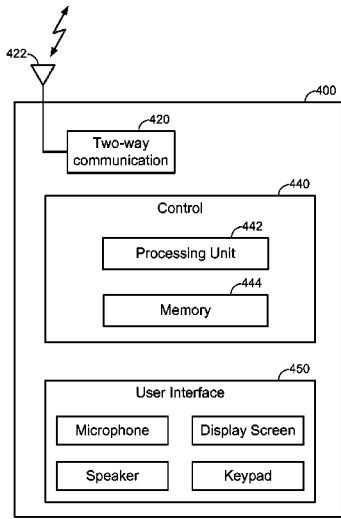 422
400
420
Two-way
communication
440
Control
442
Processing Unit
444
Memory
450
User Interface
Microphone
Display Screen
Speaker
Keypad